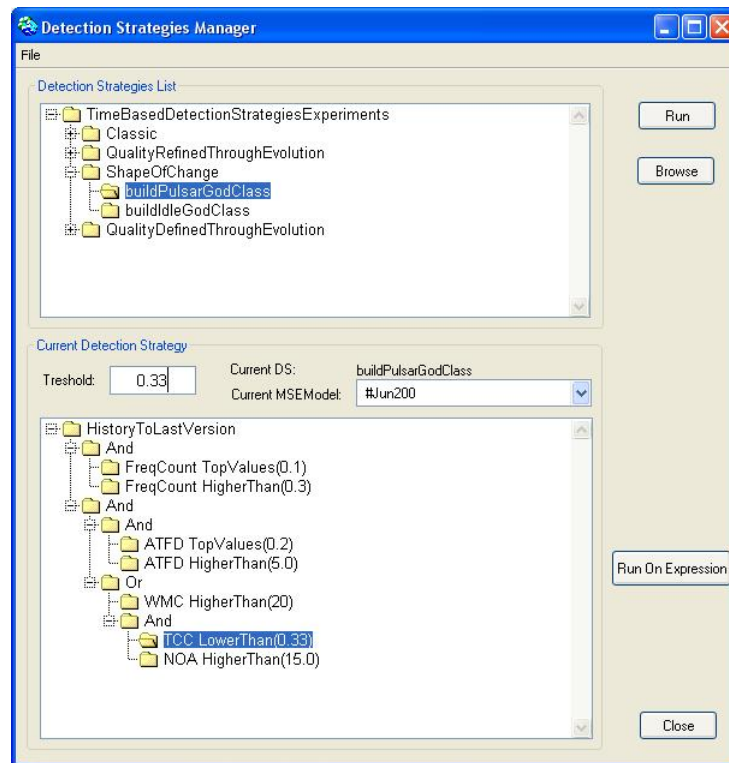 Detection Strategies Manager
File
Detection Strategies List
TimeBasedDetectionStrategiesExperiments
Classic
QualityRefinedThroughEvolution
ShapeOfChange
buildPulsarGodClass
buildIdleGodClass
QualityDefinedThroughEvolution
Run
Browse
Current Detection Strategy
Treshold: 0.33
Current DS: buildPulsarGodClass
Current MSEModel: #Jun200
HistoryToLastVersion
And
FreqCount TopValues(0.1)
FreqCount HigherThan(0.3)
And
And
ATFD TopValues(0.2)
ATFD HigherThan(5.0)
Or
WMC HigherThan(20)
And
TCC LowerThan(0.33)
NOA HigherThan(15.0)
Run On Expression
Close